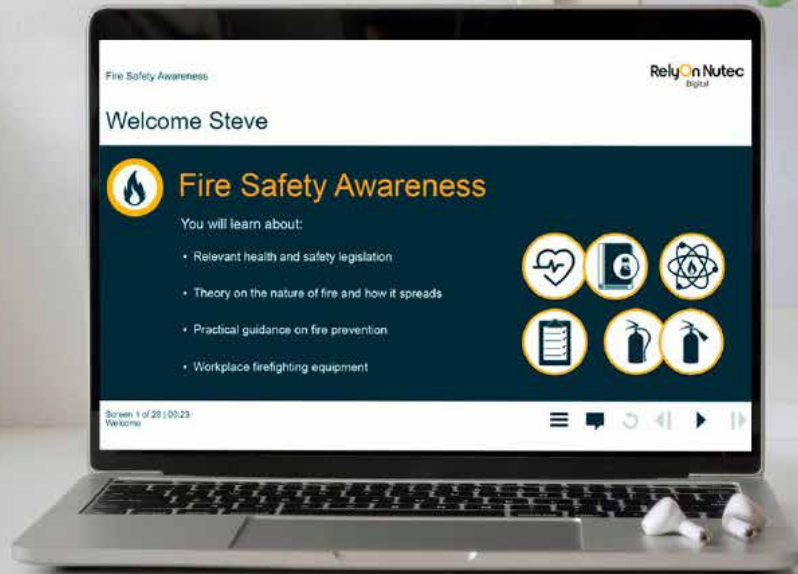 Fire Safety Awareness
RelyOn Nutec
Digital
Welcome Steve
Fire Safety Awareness
You will learn about:
• Relevant health and safety legislation
• Theory on the nature of fire and how it spreads
• Practical guidance on fire prevention
• Workplace firefighting equipment
Screen 1 of 28 | 00:23
Welcome